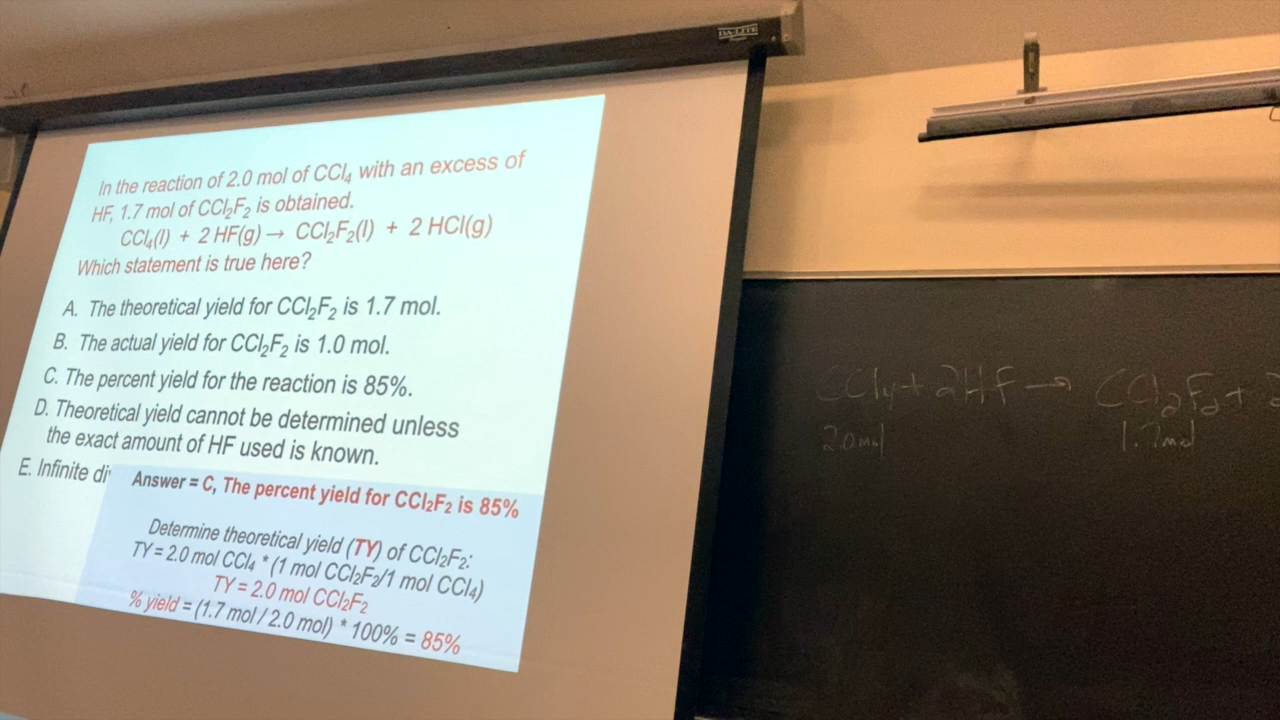 DA-LITE
In the reaction of 2.0 mol of CCl₄ with an excess of
HF, 1.7 mol of CCl₂F₂ is obtained.
CCl₄(l) + 2 HF(g) → CCl₂F₂(l) + 2 HCl(g)
Which statement is true here?
A. The theoretical yield for CCl₂F₂ is 1.7 mol.
B. The actual yield for CCl₂F₂ is 1.0 mol.
C. The percent yield for the reaction is 85%.
D. Theoretical yield cannot be determined unless
the exact amount of HF used is known.
E. Infinite
Answer = C, The percent yield for CCl₂F₂ is 85%
Determine theoretical yield (TY) of CCl₂F₂:
TY = 2.0 mol CCl₄ * (1 mol CCl₂F₂/1 mol CCl₄)
TY = 2.0 mol CCl₂F₂
% yield = (1.7 mol / 2.0 mol) * 100% = 85%
CCl₄ + 2HF → CCl₂F₂ + 2
2.0 mol 1.7 mol